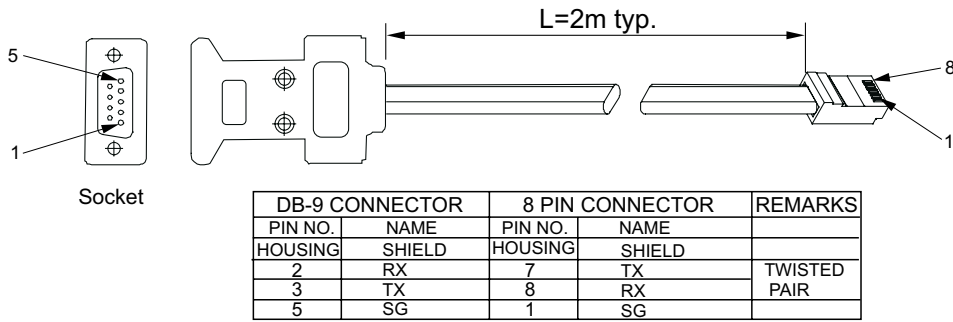 L=2m typ.
5
8
1
1
Socket
DB-9 CONNECTOR 8 PIN CONNECTOR REMARKS
PIN NO. NAME PIN NO. NAME
HOUSING SHIELD HOUSING SHIELD
2 RX 7 TX TWISTED
3 TX 8 RX PAIR
5 SG 1 SG